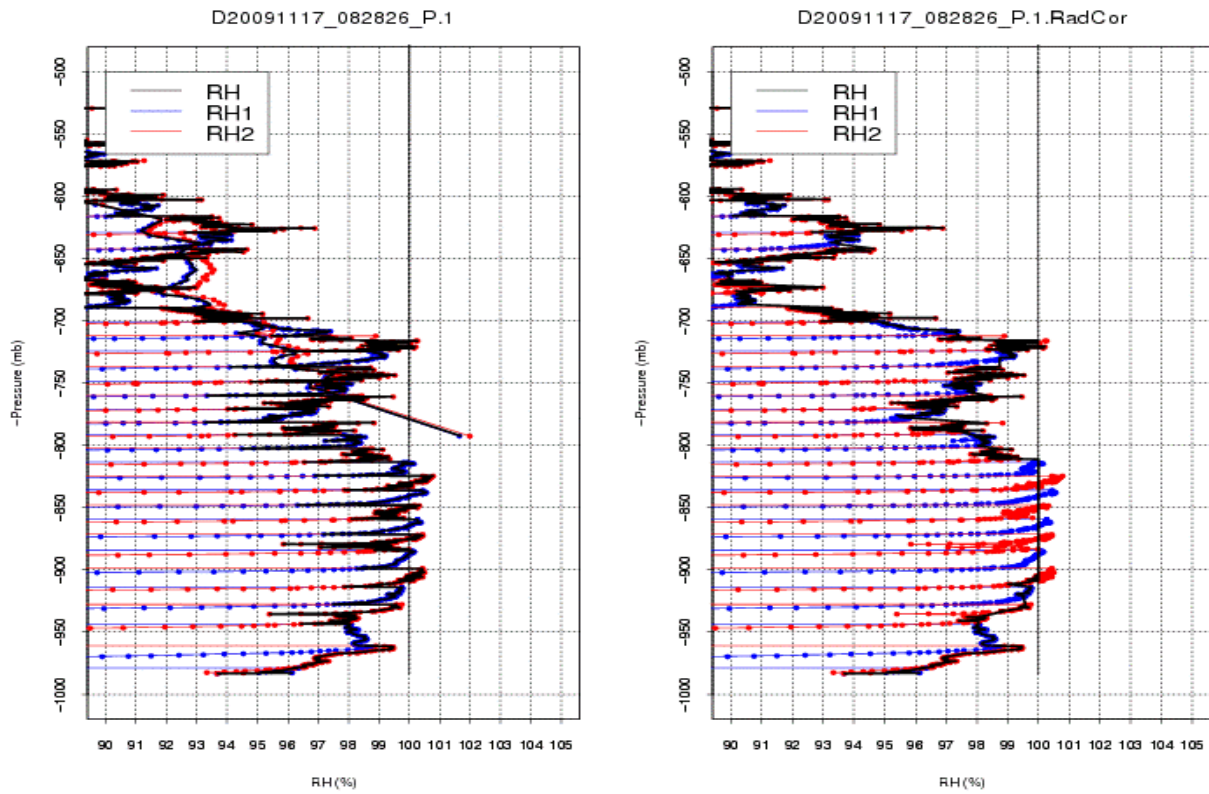 D20091117_082826_P.1
-500
-550
-600
-650
-700
-750
-800
-850
-900
-950
-1000
-Pressure (mb)
RH
RH1
RH2
90 91 92 93 94 95 96 97 98 99 100 101 102 103 104 105
RH (%)
D20091117_082826_P.1.RadCor
-500
-550
-600
-650
-700
-750
-800
-850
-900
-950
-1000
-Pressure (mb)
RH
RH1
RH2
90 91 92 93 94 95 96 97 98 99 100 101 102 103 104 105
RH (%)